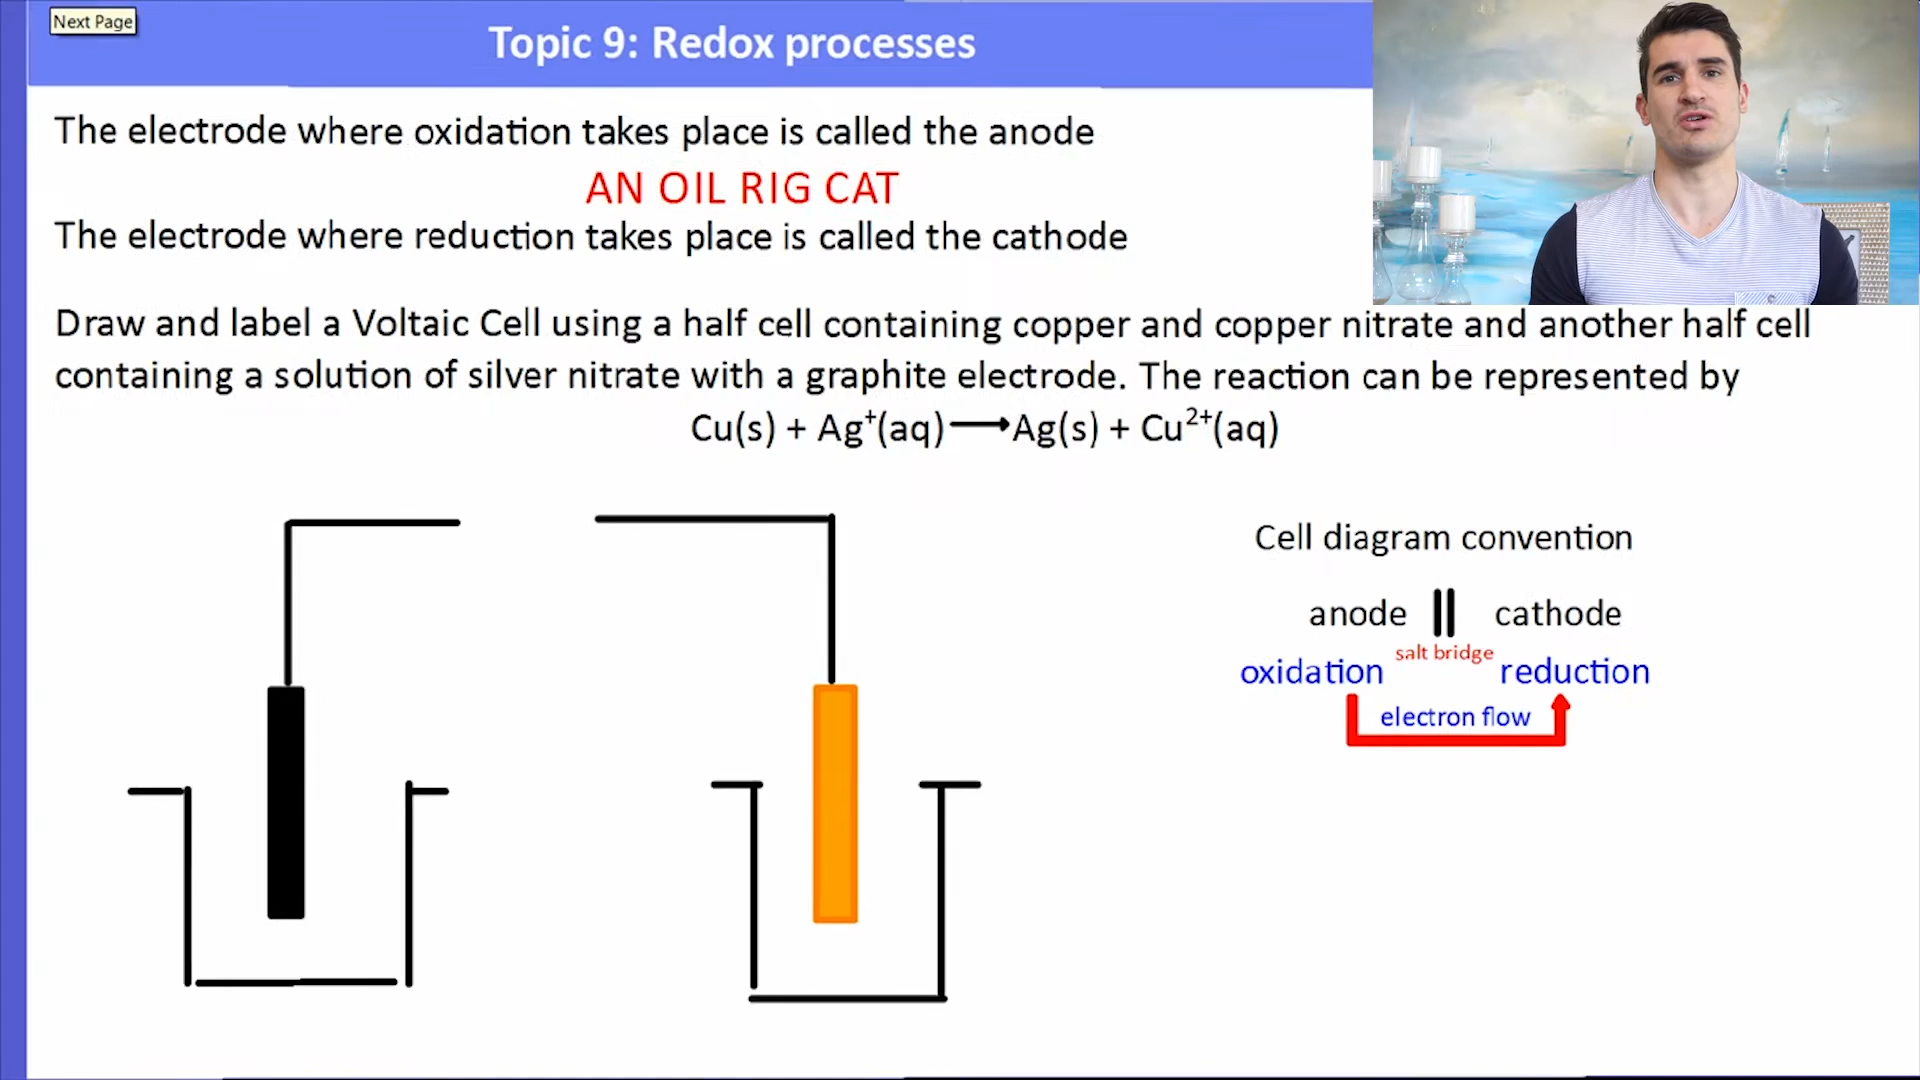 Next Page
Topic 9: Redox processes
The electrode where oxidation takes place is called the anode
AN OIL RIG CAT
The electrode where reduction takes place is called the cathode
Draw and label a Voltaic Cell using a half cell containing copper and copper nitrate and another half cell
containing a solution of silver nitrate with a graphite electrode. The reaction can be represented by
Cu(s) + Ag⁺(aq) ⟶ Ag(s) + Cu²⁺(aq)
Cell diagram convention
anode || cathode
salt bridge
oxidation reduction
electron flow